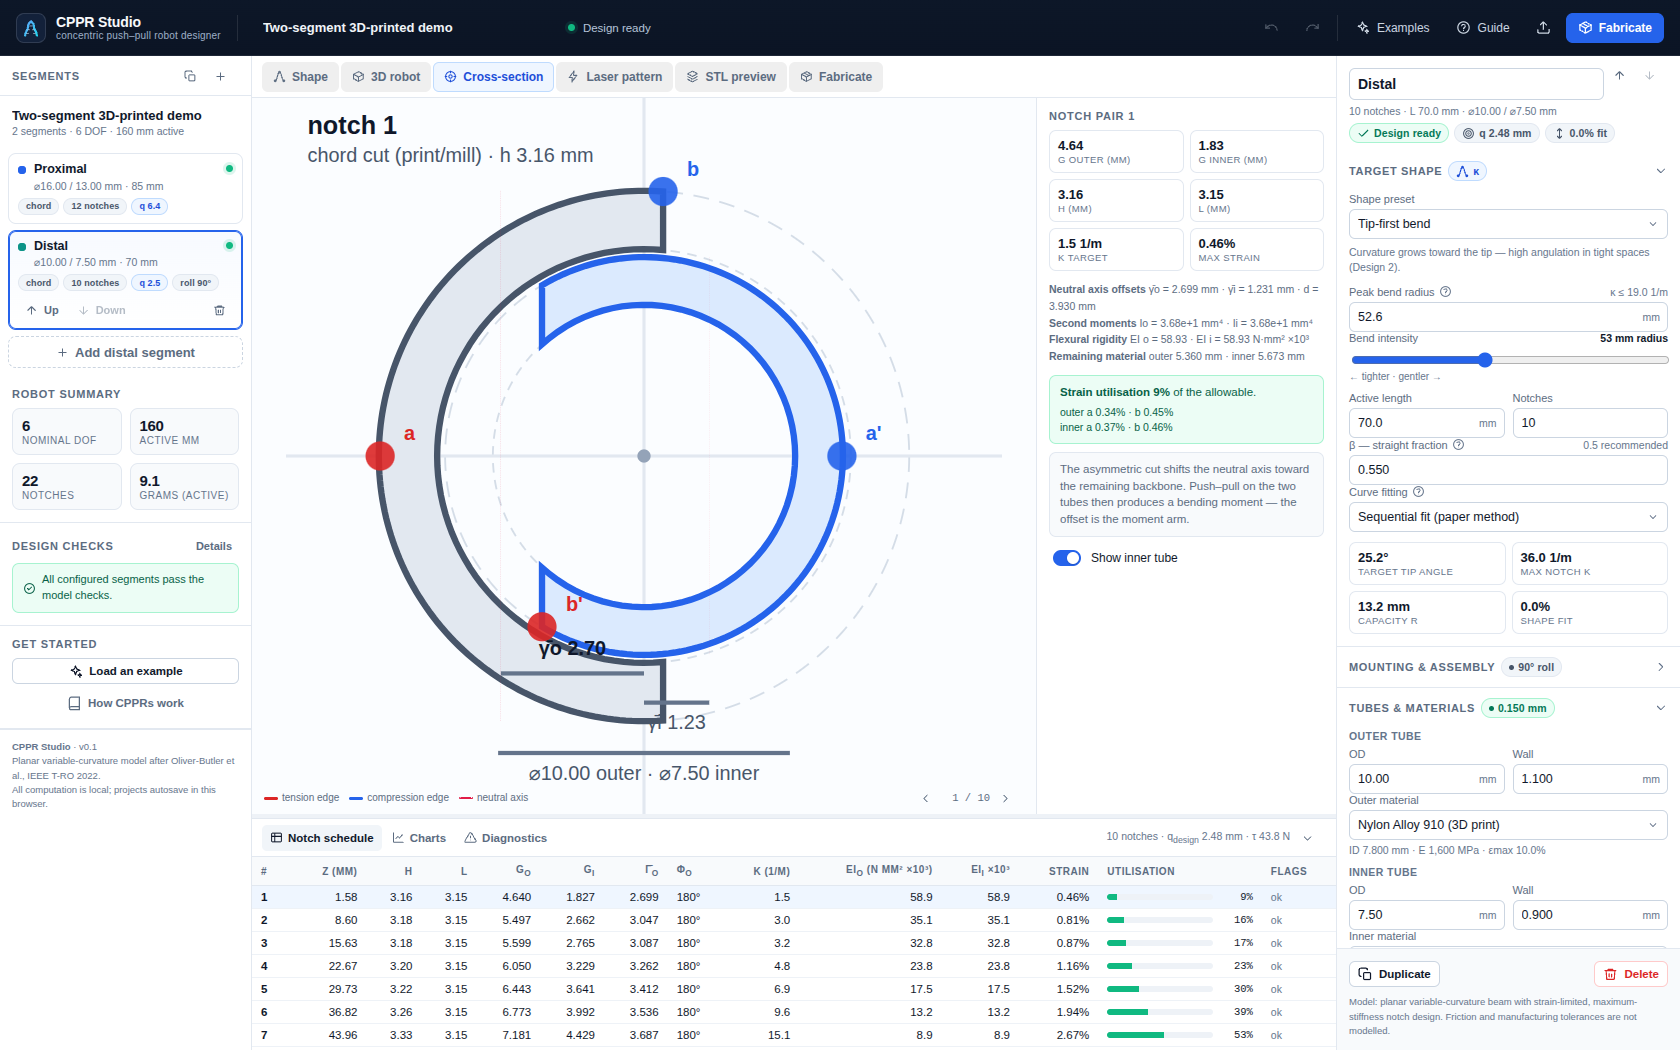 CPPR Studio
concentric push–pull robot designer
Two-segment 3D-printed demo
Design ready
Examples
Guide
Fabricate
SEGMENTS
Two-segment 3D-printed demo
2 segments · 6 DOF · 160 mm active
Proximal
⌀16.00 / 13.00 mm · 85 mm
chord 12 notches q 6.4
Distal
⌀10.00 / 7.50 mm · 70 mm
chord 10 notches q 2.5 roll 90°
Up Down
Add distal segment
ROBOT SUMMARY
6
NOMINAL DOF
160
ACTIVE MM
22
NOTCHES
9.1
GRAMS (ACTIVE)
DESIGN CHECKS Details
All configured segments pass the
model checks.
GET STARTED
Load an example
How CPPRs work
CPPR Studio · v0.1
Planar variable-curvature model after Oliver-Butler et
al., IEEE T-RO 2022.
All computation is local; projects autosave in this
browser.
Shape 3D robot Cross-section Laser pattern STL preview Fabricate
notch 1
chord cut (print/mill) · h 3.16 mm
b
a
a'
b'
γ̄o 2.70
γ̄i 1.23
⌀10.00 outer · ⌀7.50 inner
tension edge compression edge neutral axis
1 / 10
NOTCH PAIR 1
4.64
G OUTER (MM)
1.83
G INNER (MM)
3.16
H (MM)
3.15
L (MM)
1.5 1/m
K TARGET
0.46%
MAX STRAIN
Neutral axis offsets γ̄o = 2.699 mm · γ̄i = 1.231 mm · d =
3.930 mm
Second moments Io = 3.68e+1 mm⁴ · Ii = 3.68e+1 mm⁴
Flexural rigidity EI o = 58.93 · EI i = 58.93 N·mm² ×10³
Remaining material outer 5.360 mm · inner 5.673 mm
Strain utilisation 9% of the allowable.
outer a 0.34% · b 0.45%
inner a 0.37% · b 0.46%
The asymmetric cut shifts the neutral axis toward
the remaining backbone. Push–pull on the two
tubes then produces a bending moment — the
offset is the moment arm.
Show inner tube
Notch schedule Charts Diagnostics
10 notches · qdesign 2.48 mm · τ 43.8 N
# Z (MM) H L GO GI Γ̄O ΦO K (1/M) EIO (N MM² ×10³) EII ×10³ STRAIN UTILISATION FLAGS
1 1.58 3.16 3.15 4.640 1.827 2.699 180° 1.5 58.9 58.9 0.46% 9% ok
2 8.60 3.18 3.15 5.497 2.662 3.047 180° 3.0 35.1 35.1 0.81% 16% ok
3 15.63 3.18 3.15 5.599 2.765 3.087 180° 3.2 32.8 32.8 0.87% 17% ok
4 22.67 3.20 3.15 6.050 3.229 3.262 180° 4.8 23.8 23.8 1.16% 23% ok
5 29.73 3.22 3.15 6.443 3.641 3.412 180° 6.9 17.5 17.5 1.52% 30% ok
6 36.82 3.26 3.15 6.773 3.992 3.536 180° 9.6 13.2 13.2 1.94% 39% ok
7 43.96 3.33 3.15 7.181 4.429 3.687 180° 15.1 8.9 8.9 2.67% 53% ok
Distal
10 notches · L 70.0 mm · ⌀10.00 / ⌀7.50 mm
Design ready q 2.48 mm 0.0% fit
TARGET SHAPE κ
Shape preset
Tip-first bend
Curvature grows toward the tip — high angulation in tight spaces
(Design 2).
Peak bend radius κ ≤ 19.0 1/m
52.6 mm
Bend intensity 53 mm radius
← tighter · gentler →
Active length Notches
70.0 mm 10
β — straight fraction 0.5 recommended
0.550
Curve fitting
Sequential fit (paper method)
25.2°
TARGET TIP ANGLE
36.0 1/m
MAX NOTCH K
13.2 mm
CAPACITY R
0.0%
SHAPE FIT
MOUNTING & ASSEMBLY 90° roll
TUBES & MATERIALS 0.150 mm
OUTER TUBE
OD Wall
10.00 mm 1.100 mm
Outer material
Nylon Alloy 910 (3D print)
ID 7.800 mm · E 1,600 MPa · εmax 10.0%
INNER TUBE
OD Wall
7.50 mm 0.900 mm
Inner material
Duplicate Delete
Model: planar variable-curvature beam with strain-limited, maximum-
stiffness notch design. Friction and manufacturing tolerances are not
modelled.